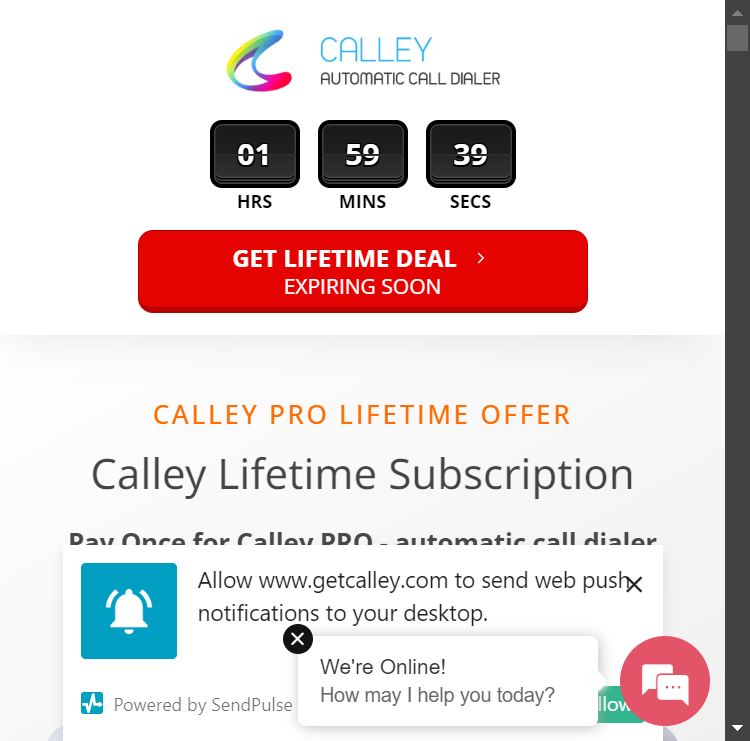 CALLEY
AUTOMATIC CALL DIALER
01 59 39
HRS MINS SECS
GET LIFETIME DEAL
EXPIRING SOON
CALLEY PRO LIFETIME OFFER
Calley Lifetime Subscription
Pay Once for Calley PRO - automatic call dialer
Allow www.getcalley.com to send web push
notifications to your desktop.
We're Online!
How may I help you today?
Powered by SendPulse